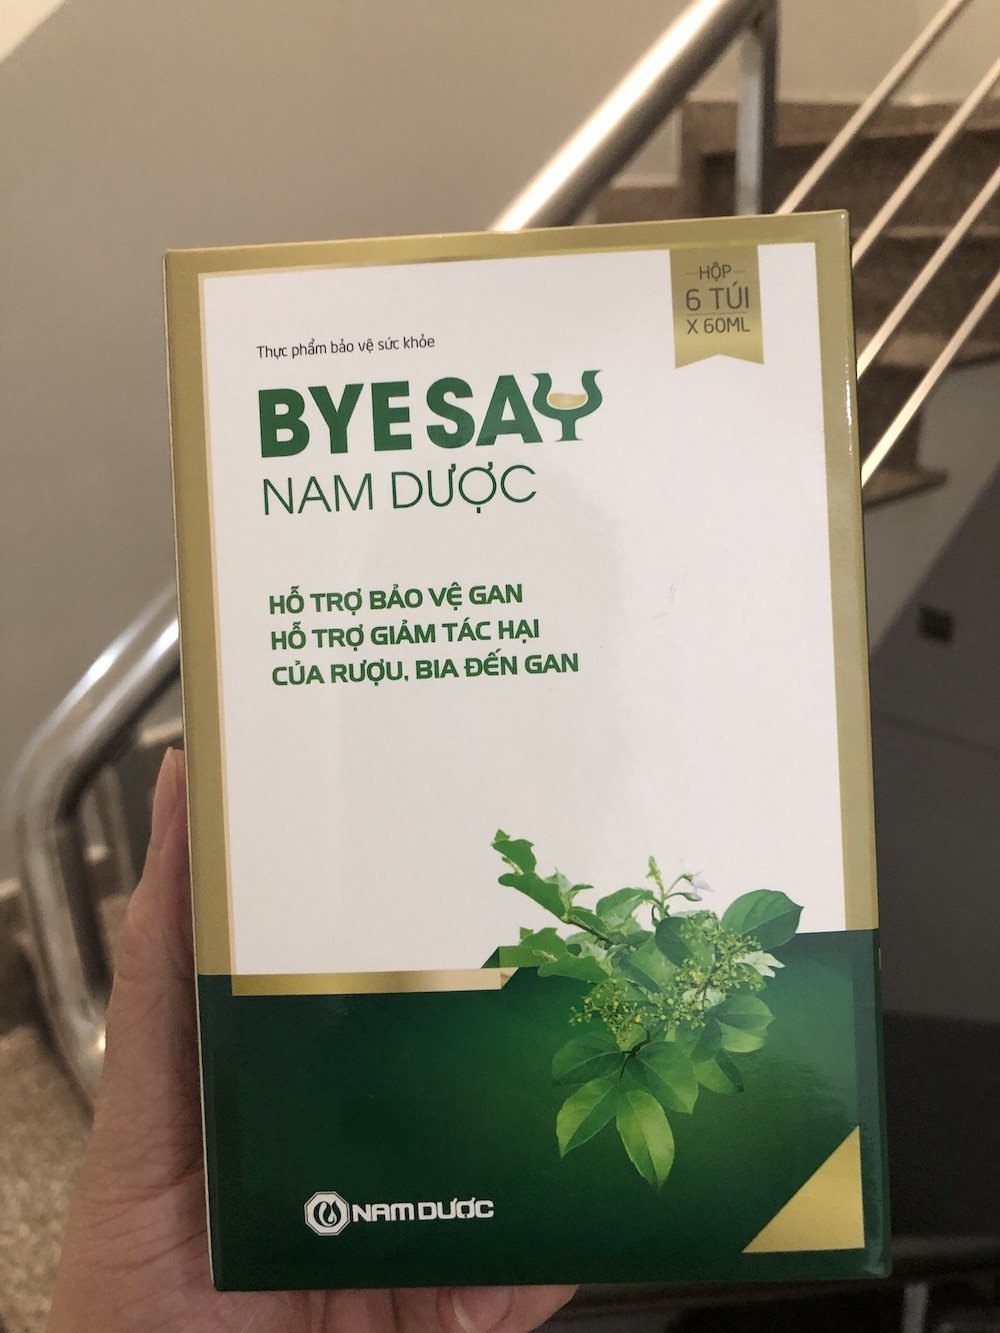 HỘP
6 TÚI
X 60ML
Thực phẩm bảo vệ sức khỏe
BYE SAY
NAM DƯỢC
HỖ TRỢ BẢO VỆ GAN
HỖ TRỢ GIẢM TÁC HẠI
CỦA RƯỢU, BIA ĐẾN GAN
NAM DƯỢC